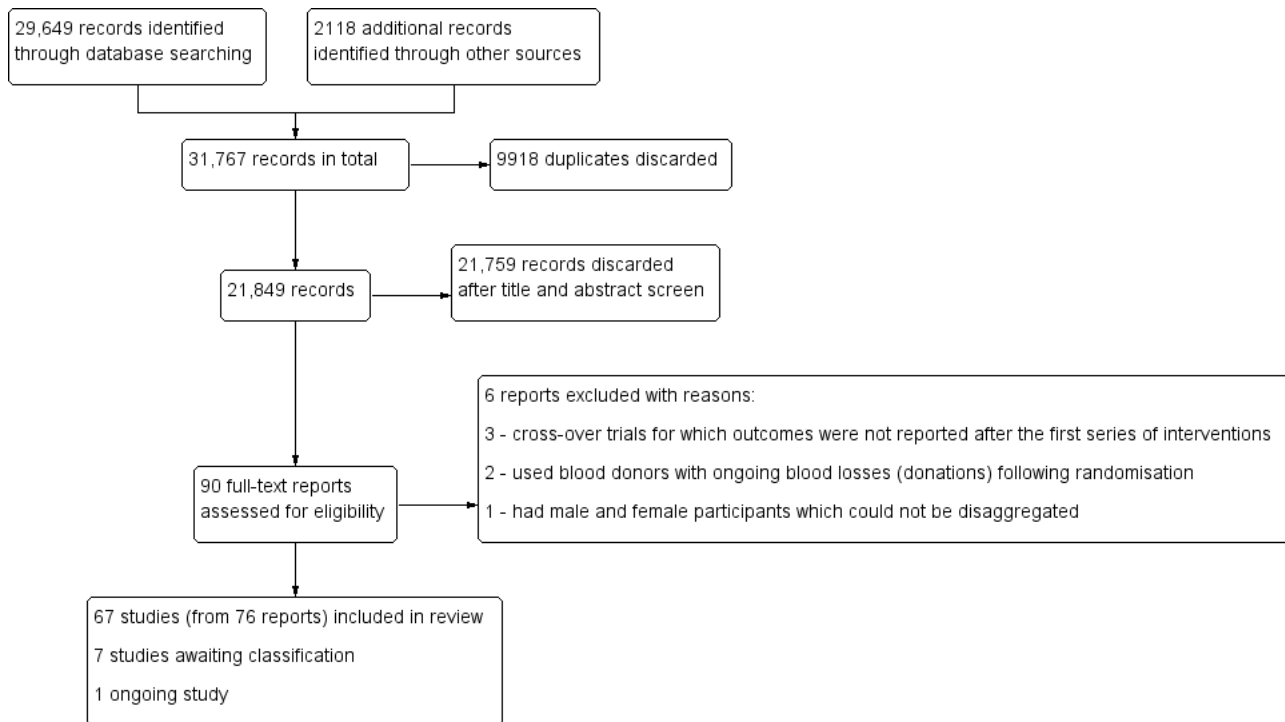 29,649 records identified
through database searching
2118 additional records
identified through other sources
31,767 records in total
9918 duplicates discarded
21,849 records
21,759 records discarded
after title and abstract screen
90 full-text reports
assessed for eligibility
6 reports excluded with reasons:
3 - cross-over trials for which outcomes were not reported after the first series of interventions
2 - used blood donors with ongoing blood losses (donations) following randomisation
1 - had male and female participants which could not be disaggregated
67 studies (from 76 reports) included in review
7 studies awaiting classification
1 ongoing study